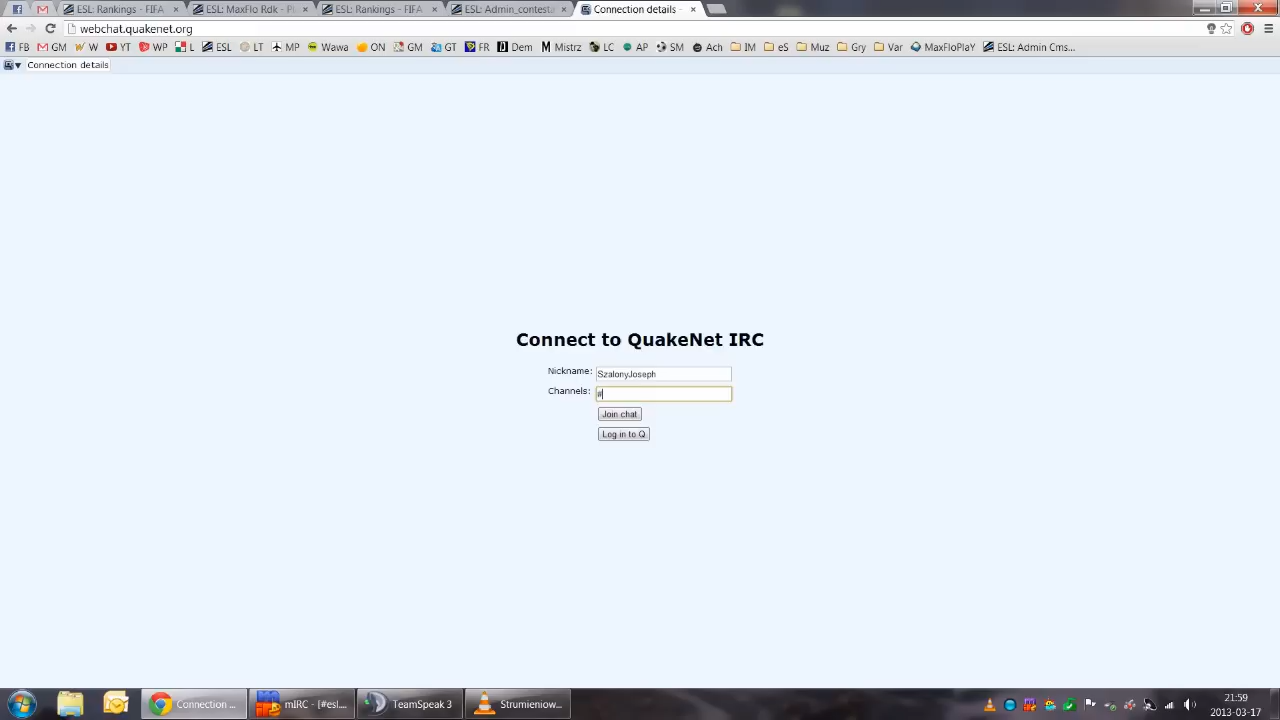 ESL: Rankings - FIFA
ESL: MaxFlo Rdk - Pl
ESL: Rankings - FIFA
ESL: Admin_contesta
Connection details -
webchat.quakenet.org
FB GM W YT WP L ESL LT MP Wawa ON GM GT FR Dem Mistrz LC AP SM Ach IM eS Muz Gry Var MaxFloPlaY ESL: Admin Cms...
Connection details
Connect to QuakeNet IRC
Nickname: SzalonyJoseph
Channels: #
Join chat
Log in to Q
Connection ...
mIRC - [#esl....
TeamSpeak 3
Strumieniow...
21:59
2013-03-17